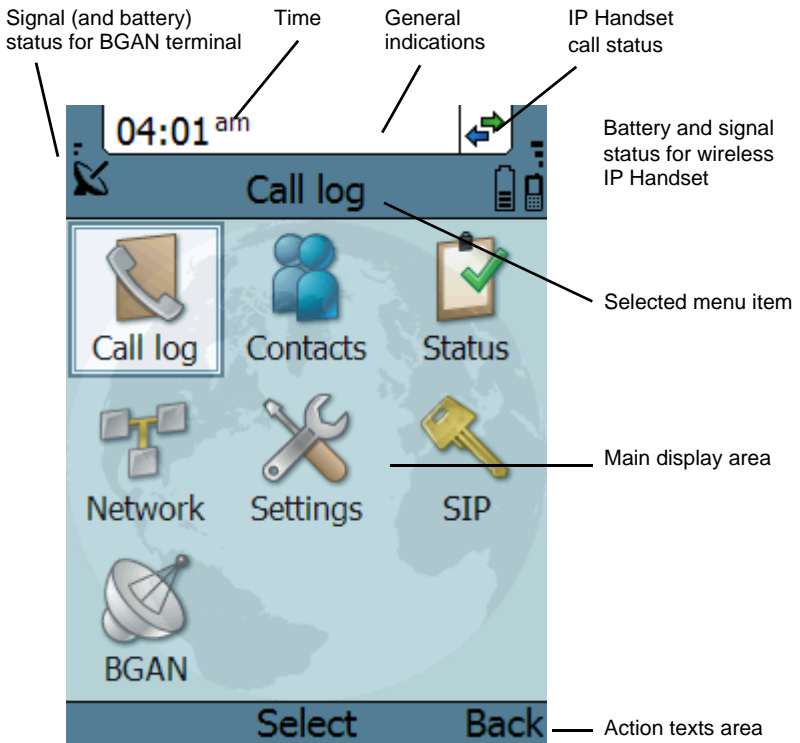 Signal (and battery)
status for BGAN terminal
Time
General
indications
IP Handset
call status
04:01 am
Battery and signal
status for wireless
IP Handset
Call log
Selected menu item
Call log
Contacts
Status
Main display area
Network
Settings
SIP
BGAN
Select
Back
Action texts area